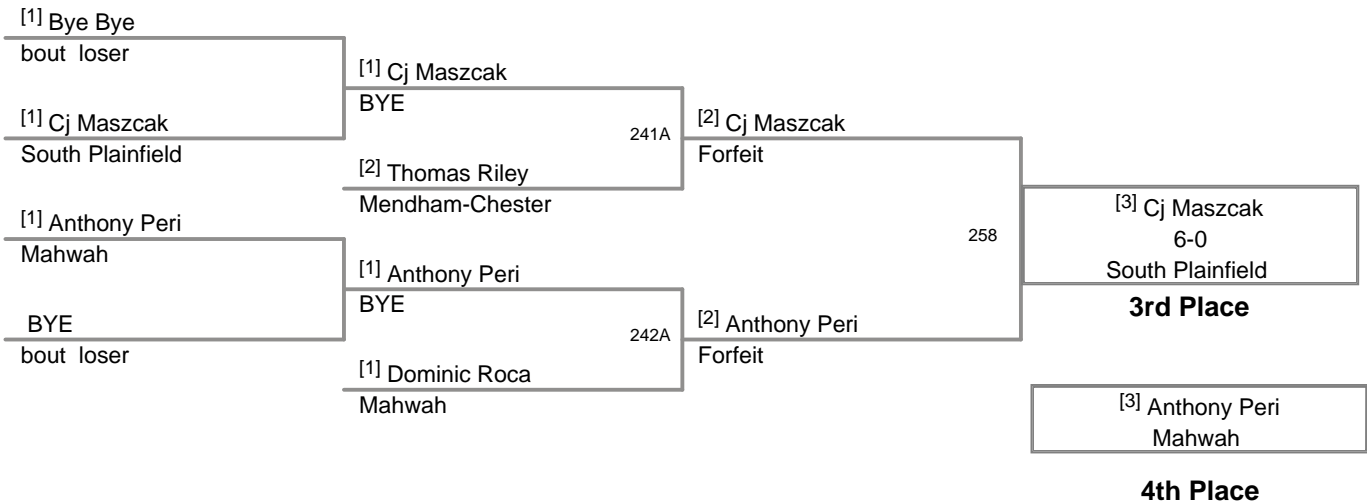 [1] Bye Bye
bout loser
[1] Cj Maszcak
South Plainfield
[1] Anthony Peri
Mahwah
BYE
bout loser
[1] Cj Maszcak
BYE
241A
[2] Thomas Riley
Mendham-Chester
[1] Anthony Peri
BYE
242A
[1] Dominic Roca
Mahwah
[2] Cj Maszcak
Forfeit
258
[2] Anthony Peri
Forfeit
[3] Cj Maszcak
6-0
South Plainfield
3rd Place
[3] Anthony Peri
Mahwah
4th Place